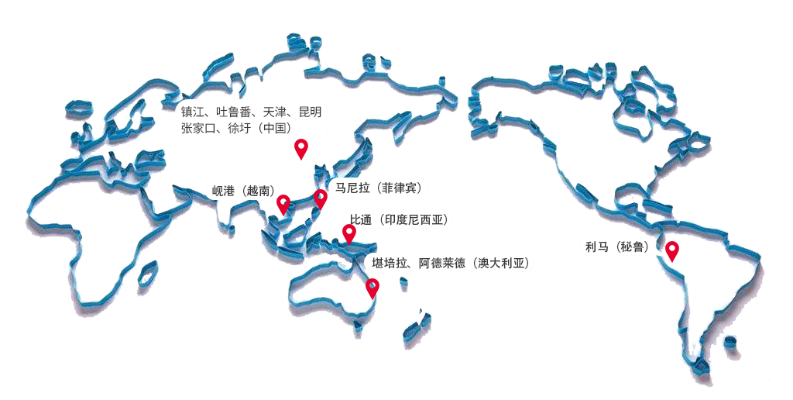 镇江、吐鲁番、天津、昆明
张家口、徐圩（中国）
岘港（越南）
马尼拉（菲律宾）
比通（印度尼西亚）
利马（秘鲁）
堪培拉、阿德莱德（澳大利亚）